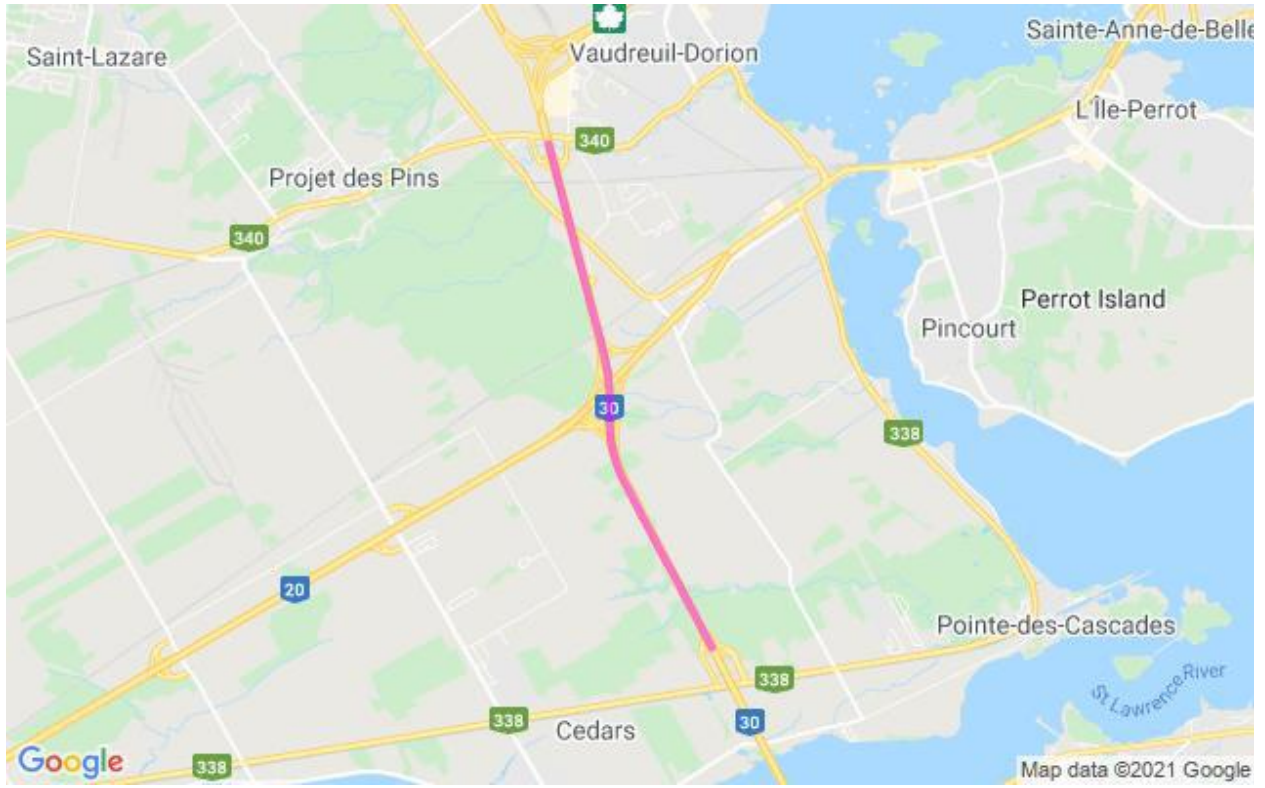 Saint-Lazare
Vaudreuil-Dorion
Sainte-Anne-de-Belle
L'Île-Perrot
340
Projet des Pins
340
Perrot Island
Pincourt
30
338
20
Pointe-des-Cascades
338
St Lawrence River
338
30
Cedars
338
Google
Map data ©2021 Google